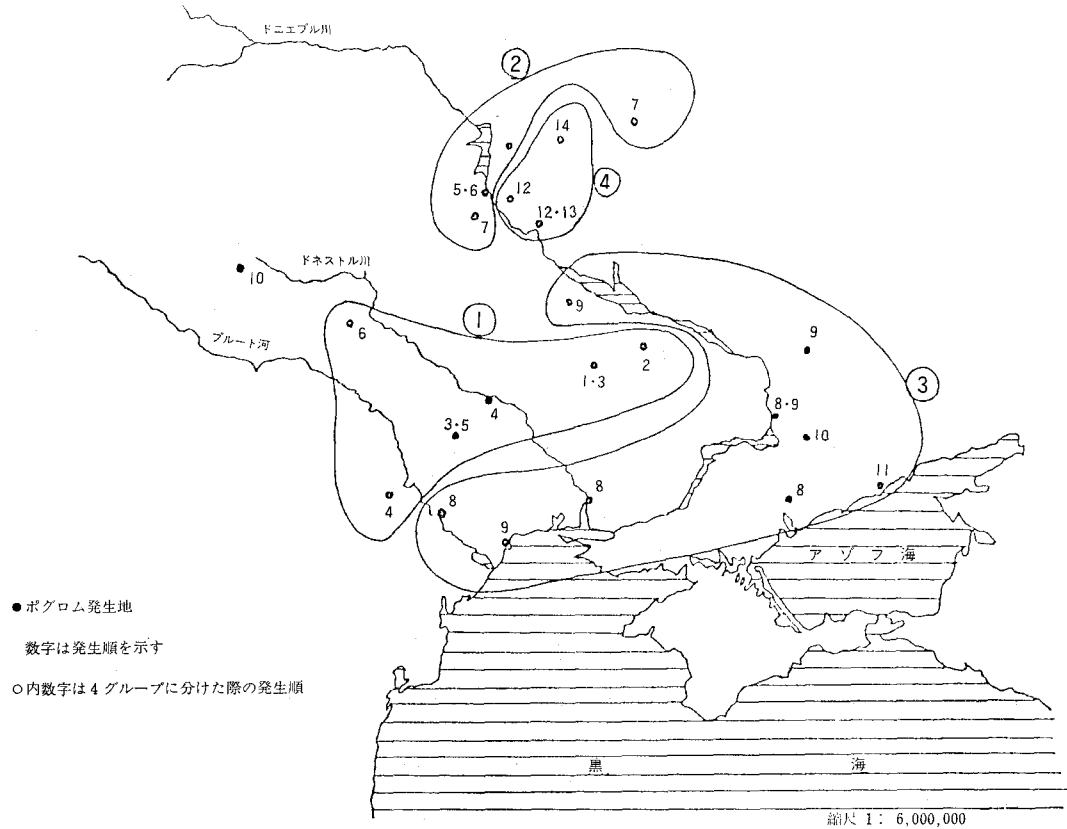 ドニエプル川
②
7
14
5・6
12
④
7
12・13
ドネストル川
10
①
9
6
プルート河
2
9
1・3
③
4
8・9
3・5
10
11
4
8
8
8
9
アゾフ海
●ポグロム発生地
数字は発生順を示す
○内数字は4グループに分けた際の発生順
黒海
縮尺 1: 6,000,000